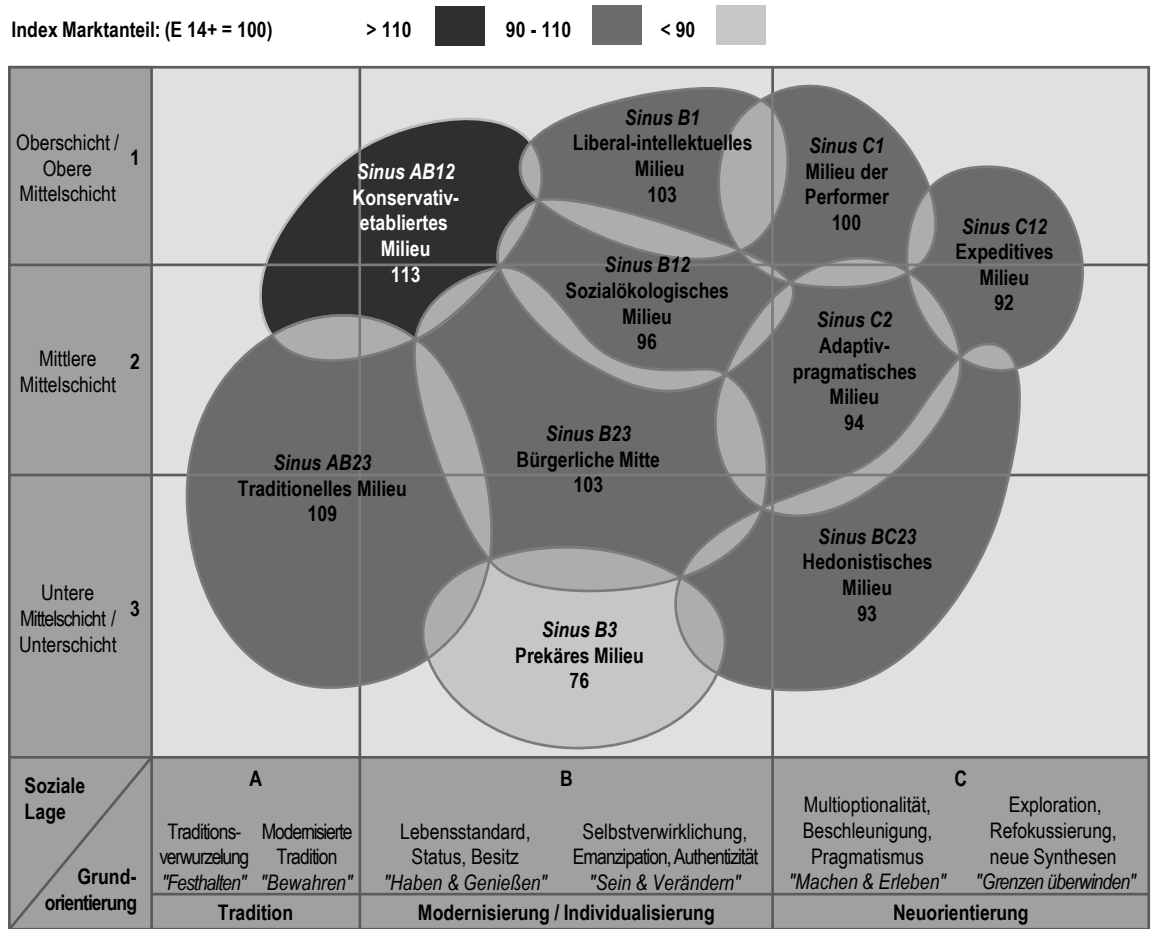 Index Marktanteil: (E 14+ = 100) > 110 90 - 110 < 90
Oberschicht /
Obere
Mittelschicht
1
Mittlere
Mittelschicht
2
Untere
Mittelschicht /
Unterschicht
3
Sinus AB12
Konservativ-
etabliertes
Milieu
113
Sinus B1
Liberal-intellektuelles
Milieu
103
Sinus C1
Milieu der
Performer
100
Sinus C12
Expeditives
Milieu
92
Sinus B12
Sozialökologisches
Milieu
96
Sinus C2
Adaptiv-
pragmatisches
Milieu
94
Sinus AB23
Traditionelles Milieu
109
Sinus B23
Bürgerliche Mitte
103
Sinus BC23
Hedonistisches
Milieu
93
Sinus B3
Prekäres Milieu
76
Soziale
Lage
Grund-
orientierung
A
Traditions-
verwurzelung
"Festhalten"
Modernisierte
Tradition
"Bewahren"
Tradition
B
Lebensstandard,
Status, Besitz
"Haben & Genießen"
Selbstverwirklichung,
Emanzipation, Authentizität
"Sein & Verändern"
Modernisierung / Individualisierung
C
Multioptionalität,
Beschleunigung,
Pragmatismus
"Machen & Erleben"
Exploration,
Refokussierung,
neue Synthesen
"Grenzen überwinden"
Neuorientierung